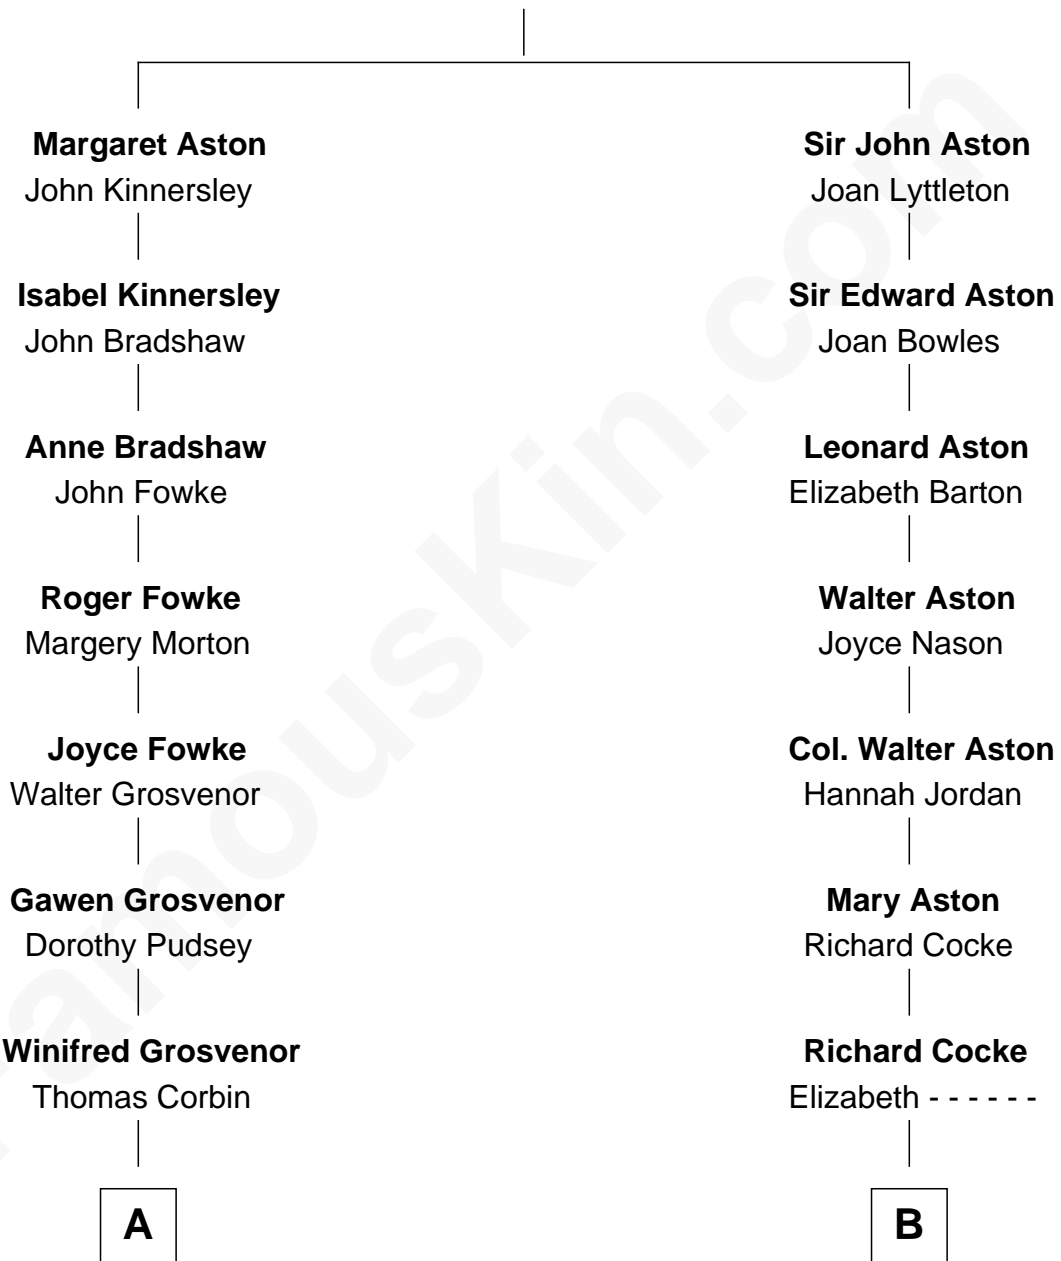 Margaret Aston
John Kinnersley
Isabel Kinnersley
John Bradshaw
Anne Bradshaw
John Fowke
Roger Fowke
Margery Morton
Joyce Fowke
Walter Grosvenor
Gawen Grosvenor
Dorothy Pudsey
Winifred Grosvenor
Thomas Corbin
A
Sir John Aston
Joan Lyttleton
Sir Edward Aston
Joan Bowles
Leonard Aston
Elizabeth Barton
Walter Aston
Joyce Nason
Col. Walter Aston
Hannah Jordan
Mary Aston
Richard Cocke
Richard Cocke
Elizabeth - - - - - -
B
FamousKin.com